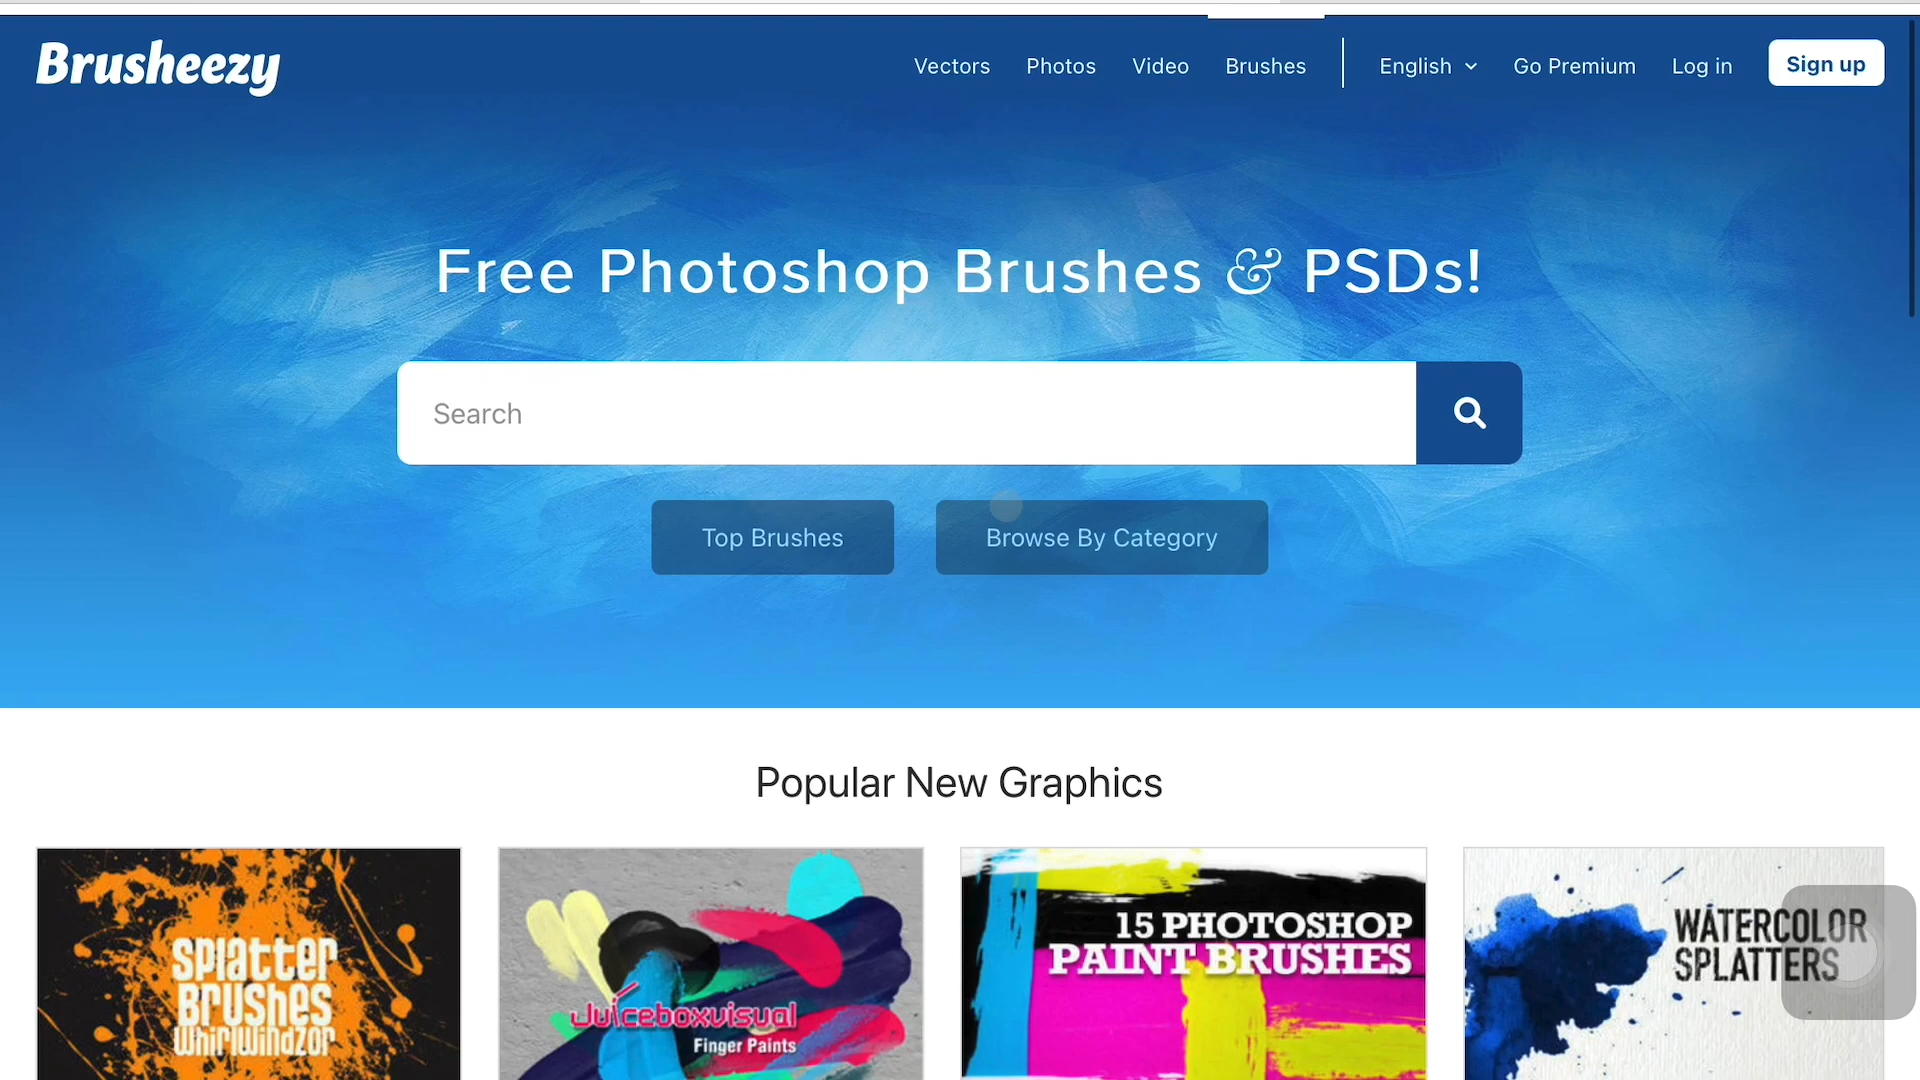 Brusheezy
Vectors
Photos
Video
Brushes
English
Go Premium
Log in
Sign up
Free Photoshop Brushes & PSDs!
Search
Top Brushes
Browse By Category
Popular New Graphics
Splatter
Brushes
WhirlWindzor
Juiceboxvisual
Finger Paints
15 PHOTOSHOP
PAINT BRUSHES
WATERCOLOR
SPLATTERS